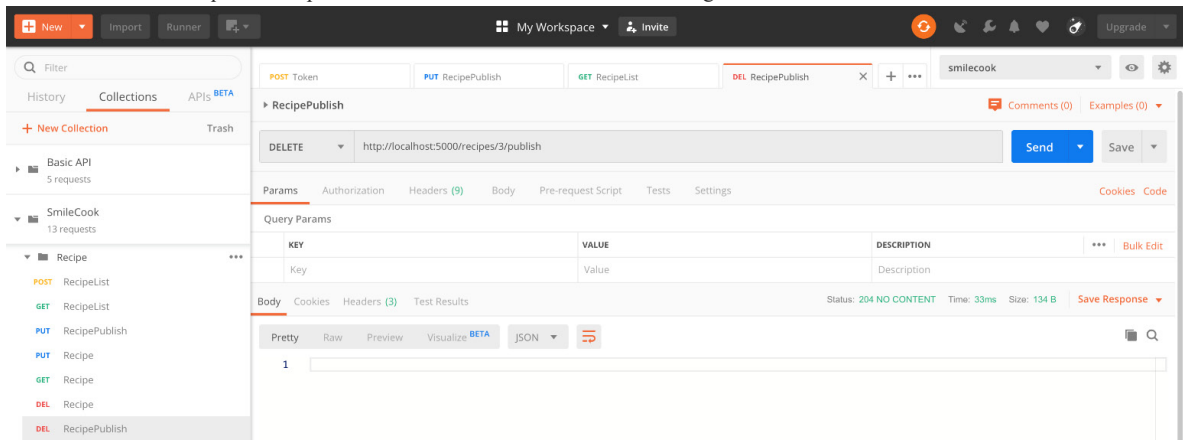 New
Import
Runner
My Workspace
Invite
Upgrade
Filter
History
Collections
APIs BETA
+ New Collection
Trash
Basic API
5 requests
SmileCook
13 requests
Recipe
POST RecipeList
GET RecipeList
PUT RecipePublish
PUT Recipe
GET Recipe
DEL Recipe
DEL RecipePublish
POST Token
PUT RecipePublish
GET RecipeList
DEL RecipePublish
smilecook
RecipePublish
Comments (0)
Examples (0)
DELETE
http://localhost:5000/recipes/3/publish
Send
Save
Params Authorization Headers (9) Body Pre-request Script Tests Settings
Cookies Code
Query Params
KEY VALUE DESCRIPTION
Bulk Edit
Key Value Description
Body Cookies Headers (3) Test Results
Status: 204 NO CONTENT Time: 33ms Size: 134 B Save Response
Pretty Raw Preview Visualize BETA JSON
1